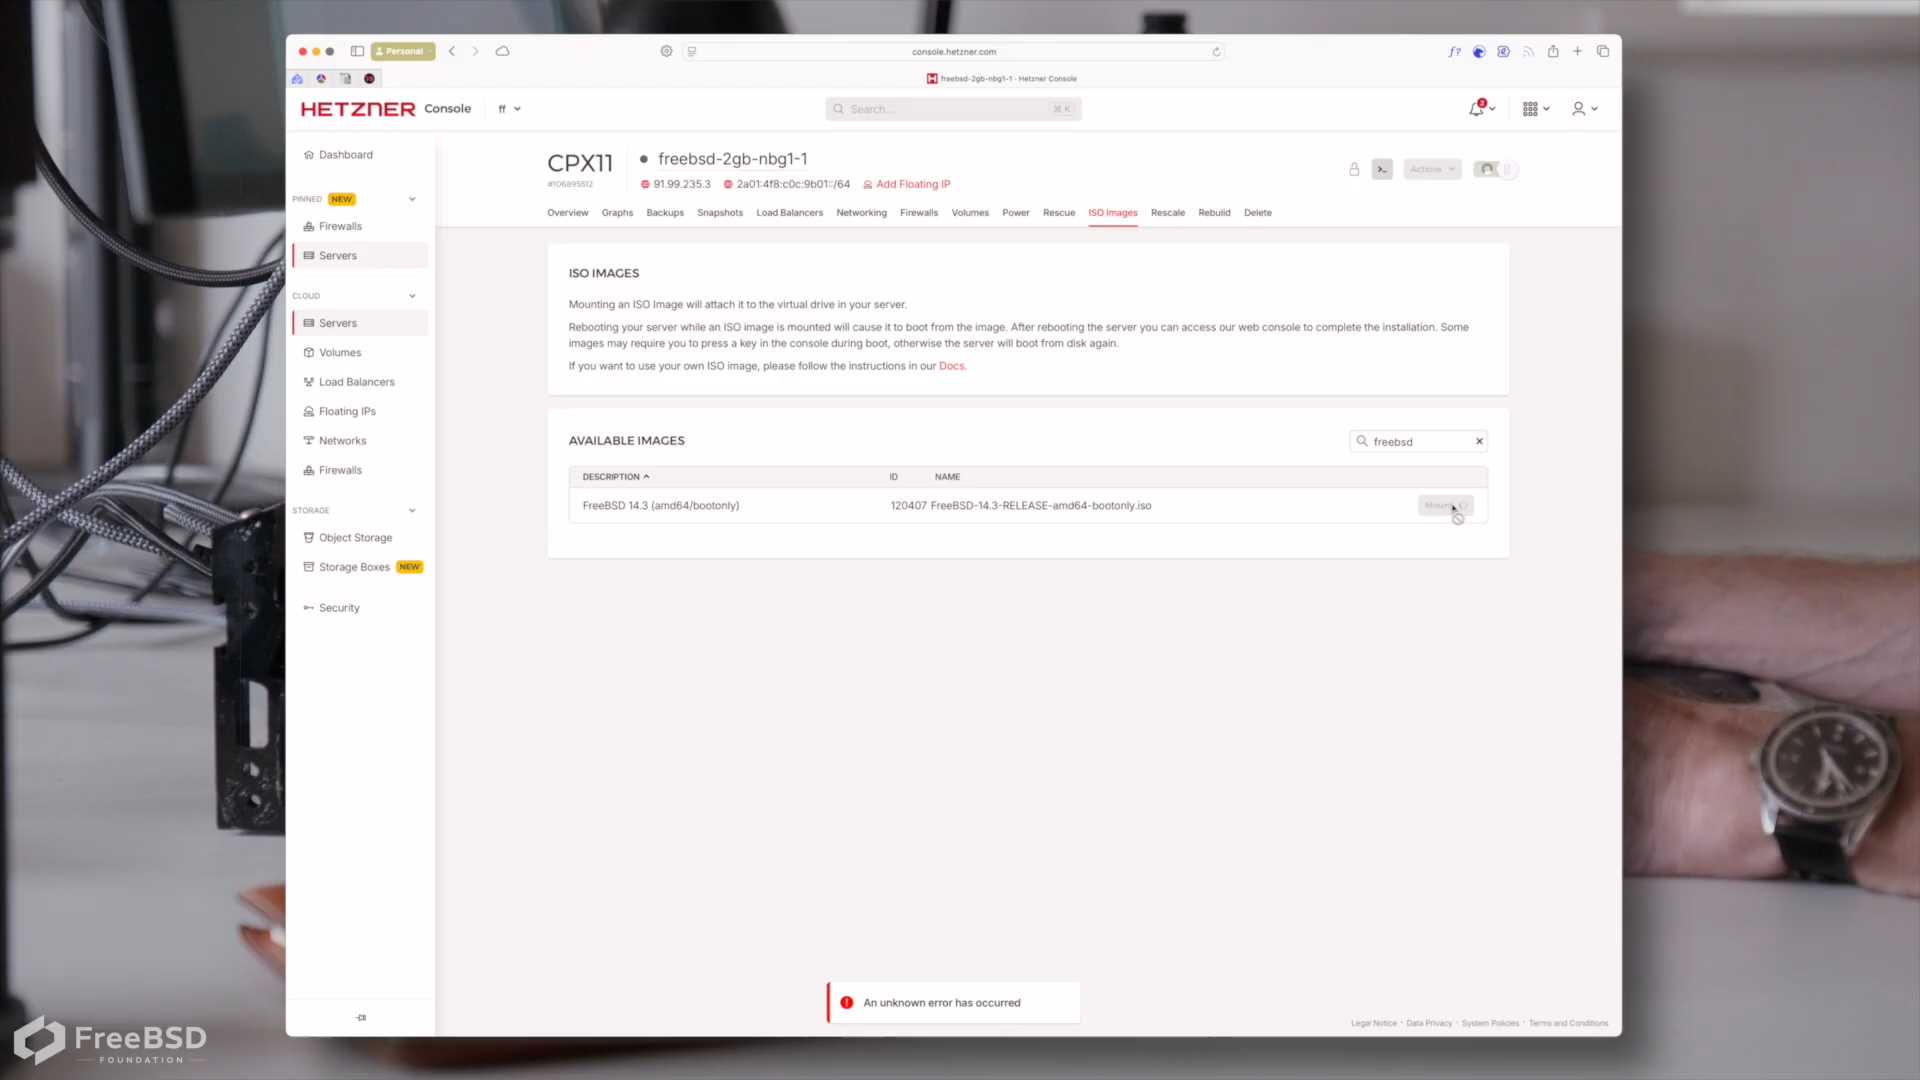 Personal
console.hetzner.com
freebsd-2gb-nbg1-1 - Hetzner Console
HETZNER Console
ff
Search...
⌘ K
2
Dashboard
PINNED NEW
Firewalls
Servers
CLOUD
Servers
Volumes
Load Balancers
Floating IPs
Networks
Firewalls
STORAGE
Object Storage
Storage Boxes NEW
Security
CPX11
#106895512
freebsd-2gb-nbg1-1
91.99.235.3
2a01:4f8:c0c:9b01::/64
Add Floating IP
Actions
Overview Graphs Backups Snapshots Load Balancers Networking Firewalls Volumes Power Rescue ISO Images Rescale Rebuild Delete
ISO IMAGES
Mounting an ISO Image will attach it to the virtual drive in your server.
Rebooting your server while an ISO image is mounted will cause it to boot from the image. After rebooting the server you can access our web console to complete the installation. Some
images may require you to press a key in the console during boot, otherwise the server will boot from disk again.
If you want to use your own ISO image, please follow the instructions in our Docs.
AVAILABLE IMAGES
freebsd
DESCRIPTION ID NAME
FreeBSD 14.3 (amd64/bootonly) 120407 FreeBSD-14.3-RELEASE-amd64-bootonly.iso
An unknown error has occurred
Legal Notice · Data Privacy · System Policies · Terms and Conditions
FreeBSD
FOUNDATION